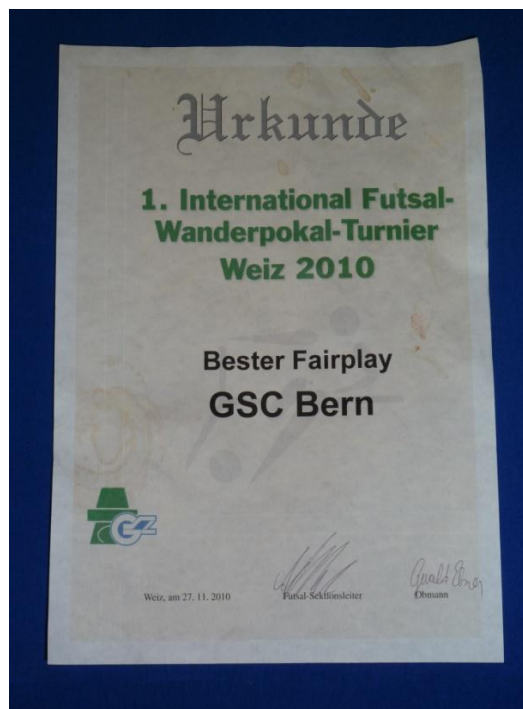 Urkunde
1. International Futsal-
Wanderpokal-Turnier
Weiz 2010
Bester Fairplay
GSC Bern
GZ
Weiz, am 27. 11. 2010
Futsal-Sektionsleiter
Obmann